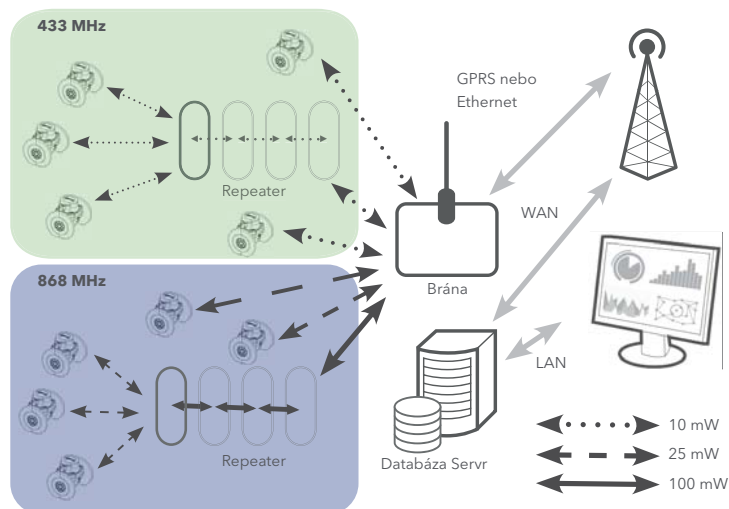 433 MHz
GPRS nebo
Ethernet
Repeater
WAN
Brána
868 MHz
LAN
Repeater
Databáza Servr
10 mW
25 mW
100 mW